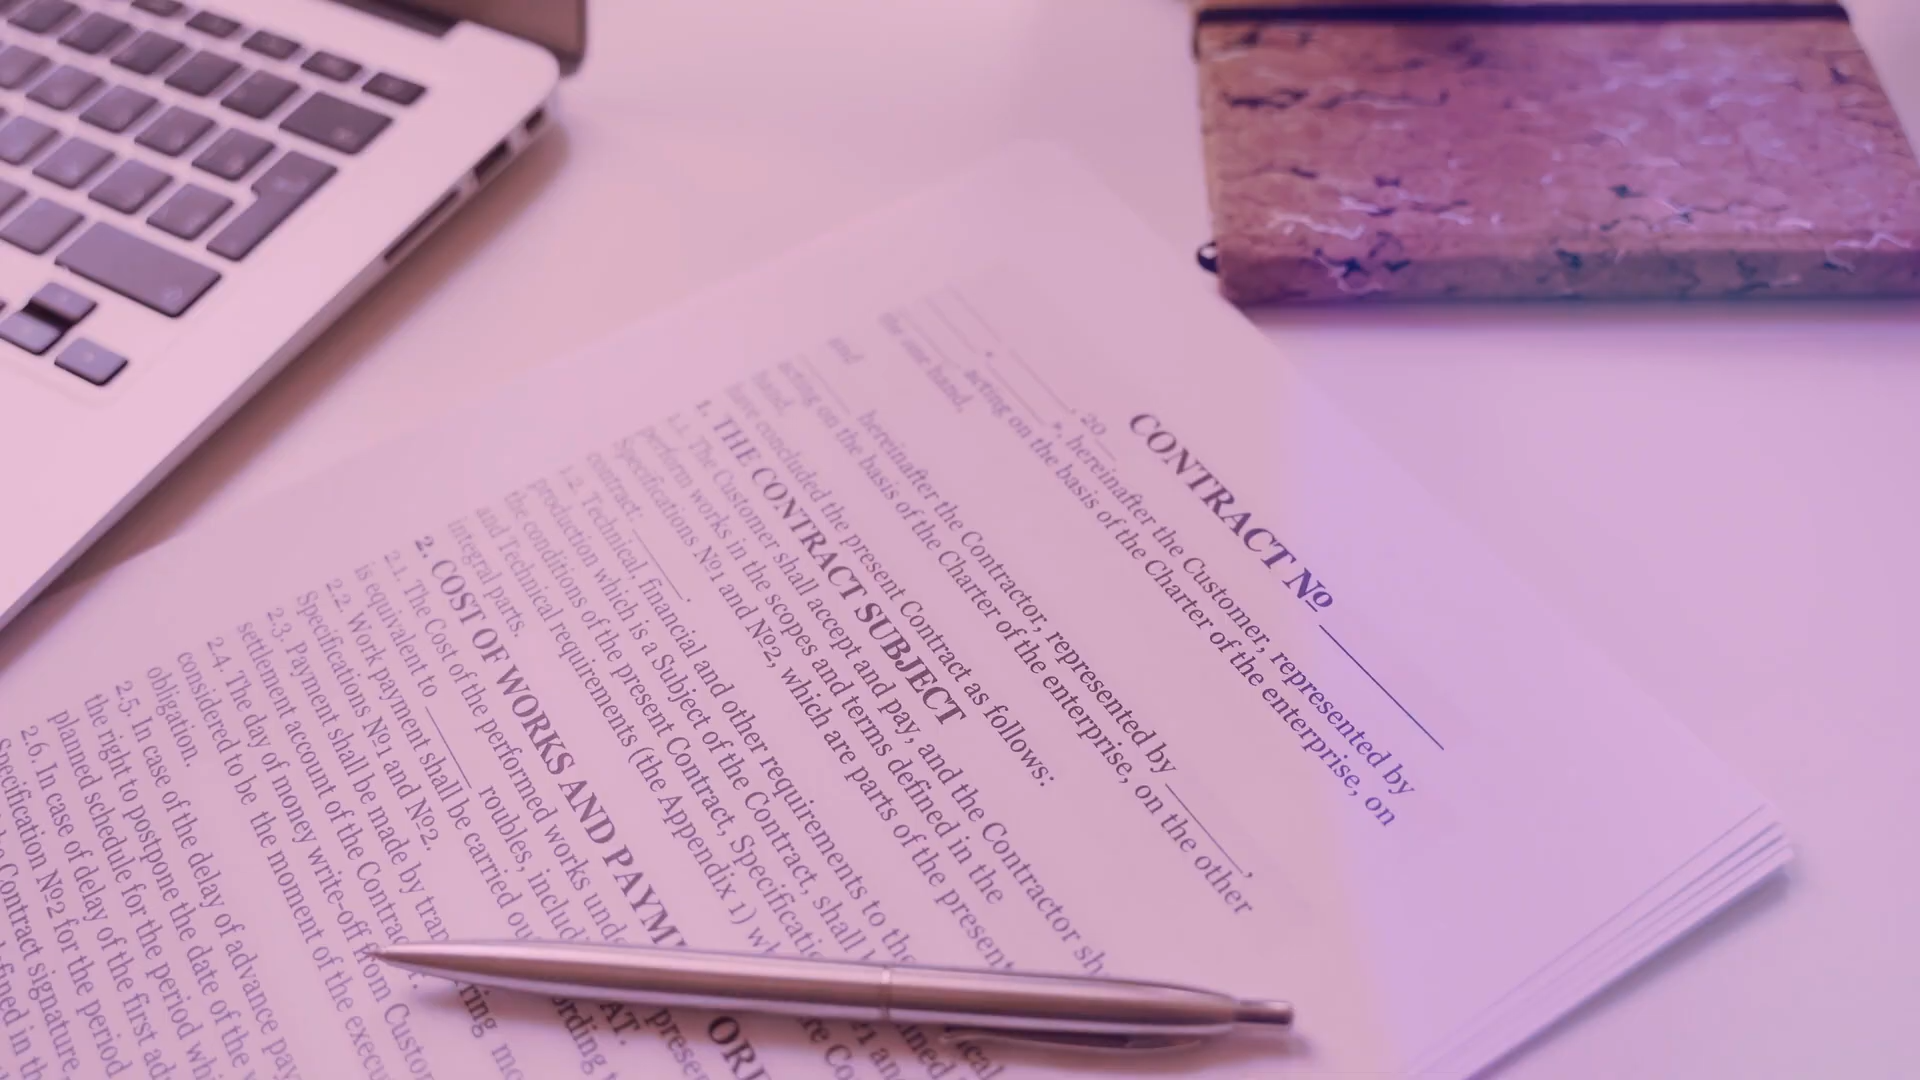 CONTRACT №
, 20
», hereinafter the Customer, represented by
acting on the basis of the Charter of the enterprise, on
the one hand,
and
hereinafter the Contractor, represented by ,
acting on the basis of the Charter of the enterprise, on the other
hand,
have concluded the present Contract as follows:
1. THE CONTRACT SUBJECT
1.1. The Customer shall accept and pay, and the Contractor sh
perform works in the scopes and terms defined in the
Specifications №1 and №2, which are parts of the present
contract:
1.2. Technical, financial and other requirements to the
production which is a Subject of the Contract, shall
the conditions of the present Contract, Specificati
and Technical requirements (the Appendix 1) wh
integral parts.
2. COST OF WORKS AND PAYM
2.1. The Cost of the performed works unde
is equivalent to roubles, includ
2.2. Work payment shall be carried ou
Specifications №1 and №2.
2.3. Payment shall be made by tran
settlement account of the Contrac
2.4. The day of money write-off from Custo
considered to be the moment of the execu
obligation.
2.5. In case of the delay of advance pay
the right to postpone the date of the
planned schedule for the period whi
2.6. In case of delay of the first ad
Specification №2 for the period
Contract signature,